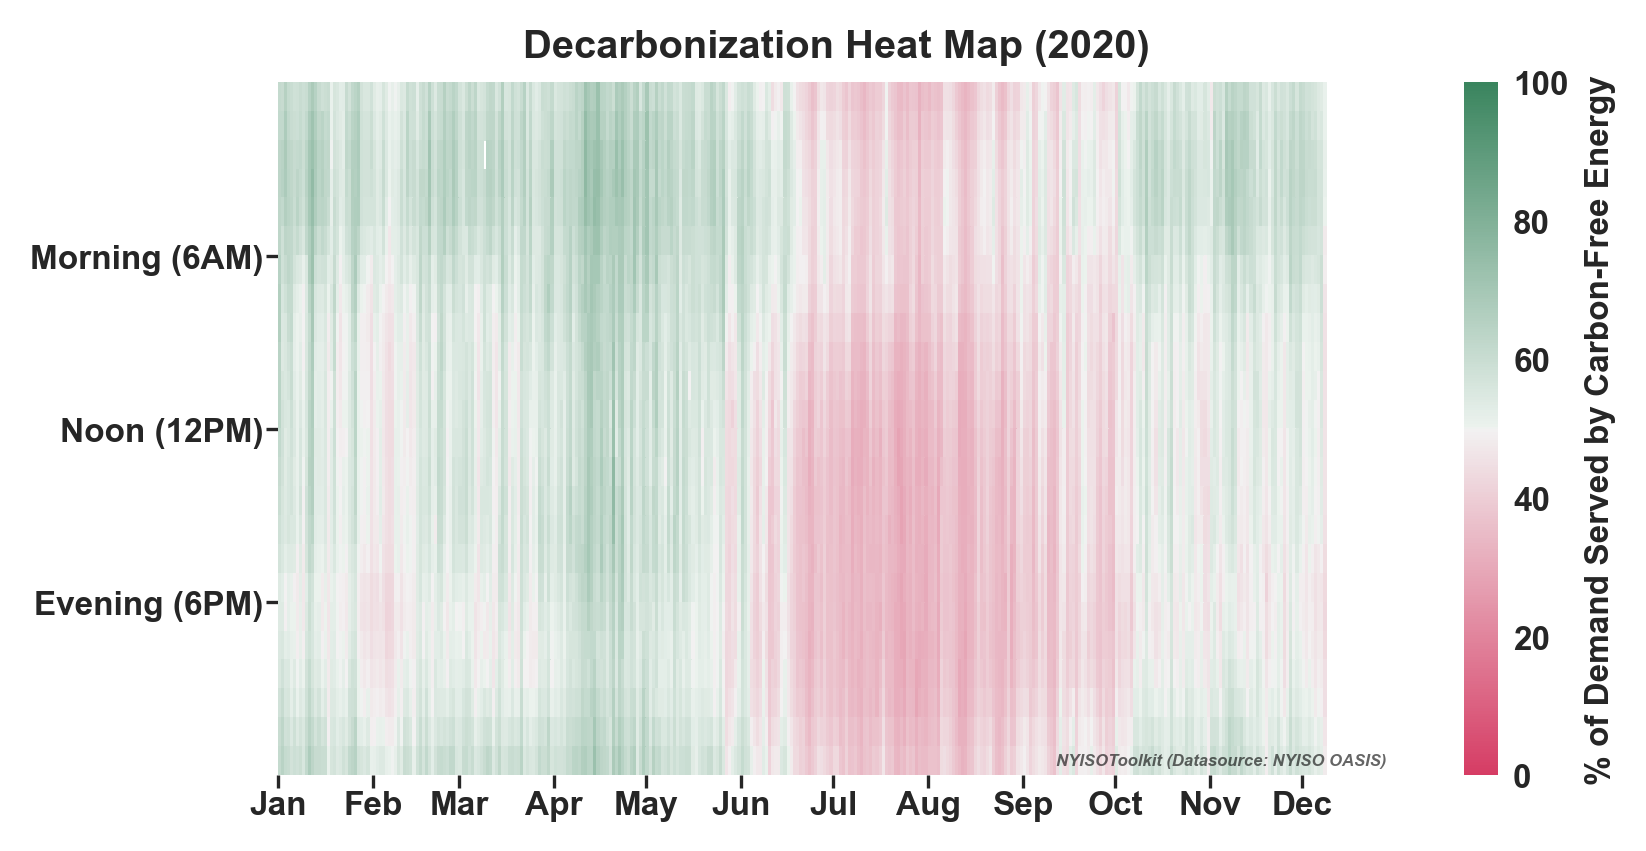 Decarbonization Heat Map (2020)
Morning (6AM)
Noon (12PM)
Evening (6PM)
Jan Feb Mar Apr May Jun Jul Aug Sep Oct Nov Dec
NYISOToolkit (Datasource: NYISO OASIS)
100
80
60
40
20
0
% of Demand Served by Carbon-Free Energy